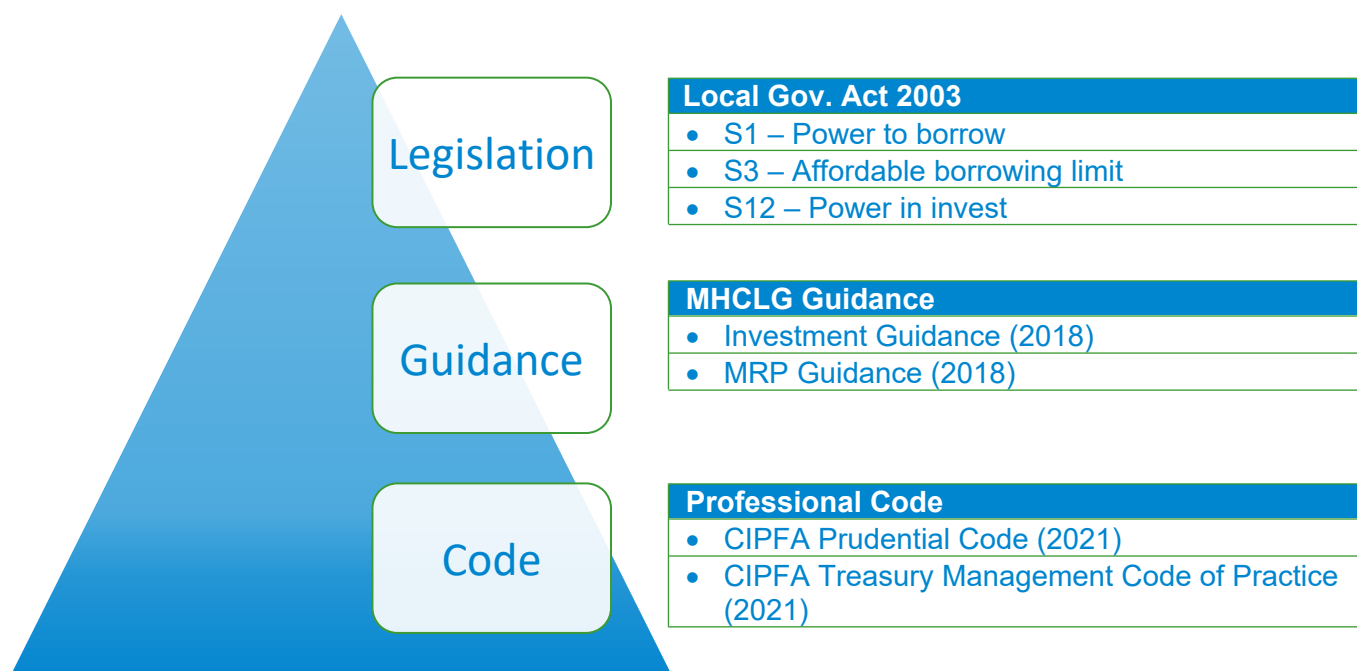 Legislation
Local Gov. Act 2003
• S1 – Power to borrow
• S3 – Affordable borrowing limit
• S12 – Power in invest
Guidance
MHCLG Guidance
• Investment Guidance (2018)
• MRP Guidance (2018)
Code
Professional Code
• CIPFA Prudential Code (2021)
• CIPFA Treasury Management Code of Practice
(2021)